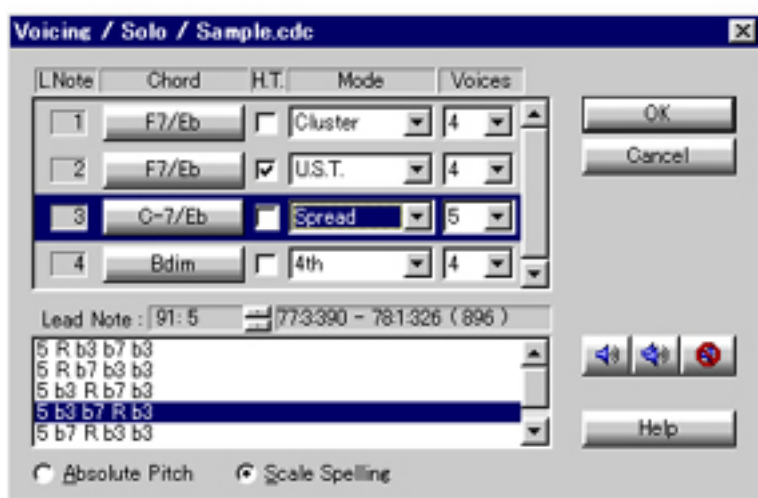 Voicing / Solo / Sample.cdc
L.Note Chord H.T. Mode Voices
1 F7/Eb Cluster 4
2 F7/Eb U.S.T. 4
3 C-7/Eb Spread 5
4 Bdim 4th 4
OK
Cancel
Lead Note : 91: 5 77:3:390 - 78:1:326 ( 896 )
5 R b3 b7 b3
5 R b7 b3 b3
5 b3 R b7 b3
5 b3 b7 R b3
5 b7 R b3 b3
Help
Absolute Pitch Scale Spelling